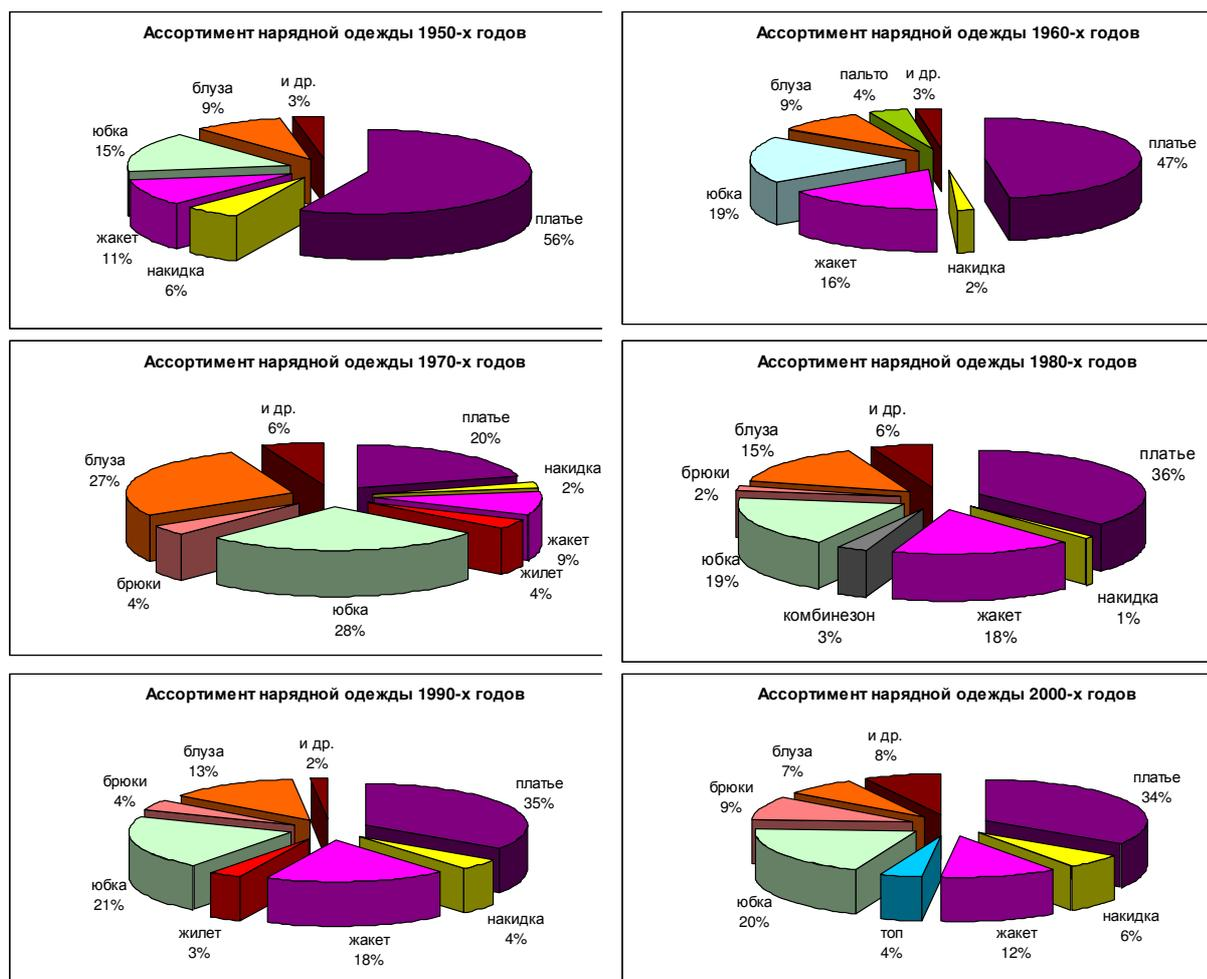 Ассортимент нарядной одежды 1950-х годов
и др.
3%
блуза
9%
юбка
15%
платье
56%
жакет
11%
накидка
6%
Ассортимент нарядной одежды 1960-х годов
блуза
9%
пальто
4%
и др.
3%
платье
47%
юбка
19%
жакет
16%
накидка
2%
Ассортимент нарядной одежды 1970-х годов
и др.
6%
платье
20%
блуза
27%
накидка
2%
жакет
9%
жилет
4%
брюки
4%
юбка
28%
Ассортимент нарядной одежды 1980-х годов
и др.
6%
блуза
15%
платье
36%
брюки
2%
юбка
19%
накидка
1%
комбинезон
3%
жакет
18%
Ассортимент нарядной одежды 1990-х годов
и др.
2%
блуза
13%
брюки
4%
платье
35%
юбка
21%
накидка
4%
жилет
3%
жакет
18%
Ассортимент нарядной одежды 2000-х годов
и др.
8%
блуза
7%
брюки
9%
платье
34%
юбка
20%
накидка
6%
топ
4%
жакет
12%